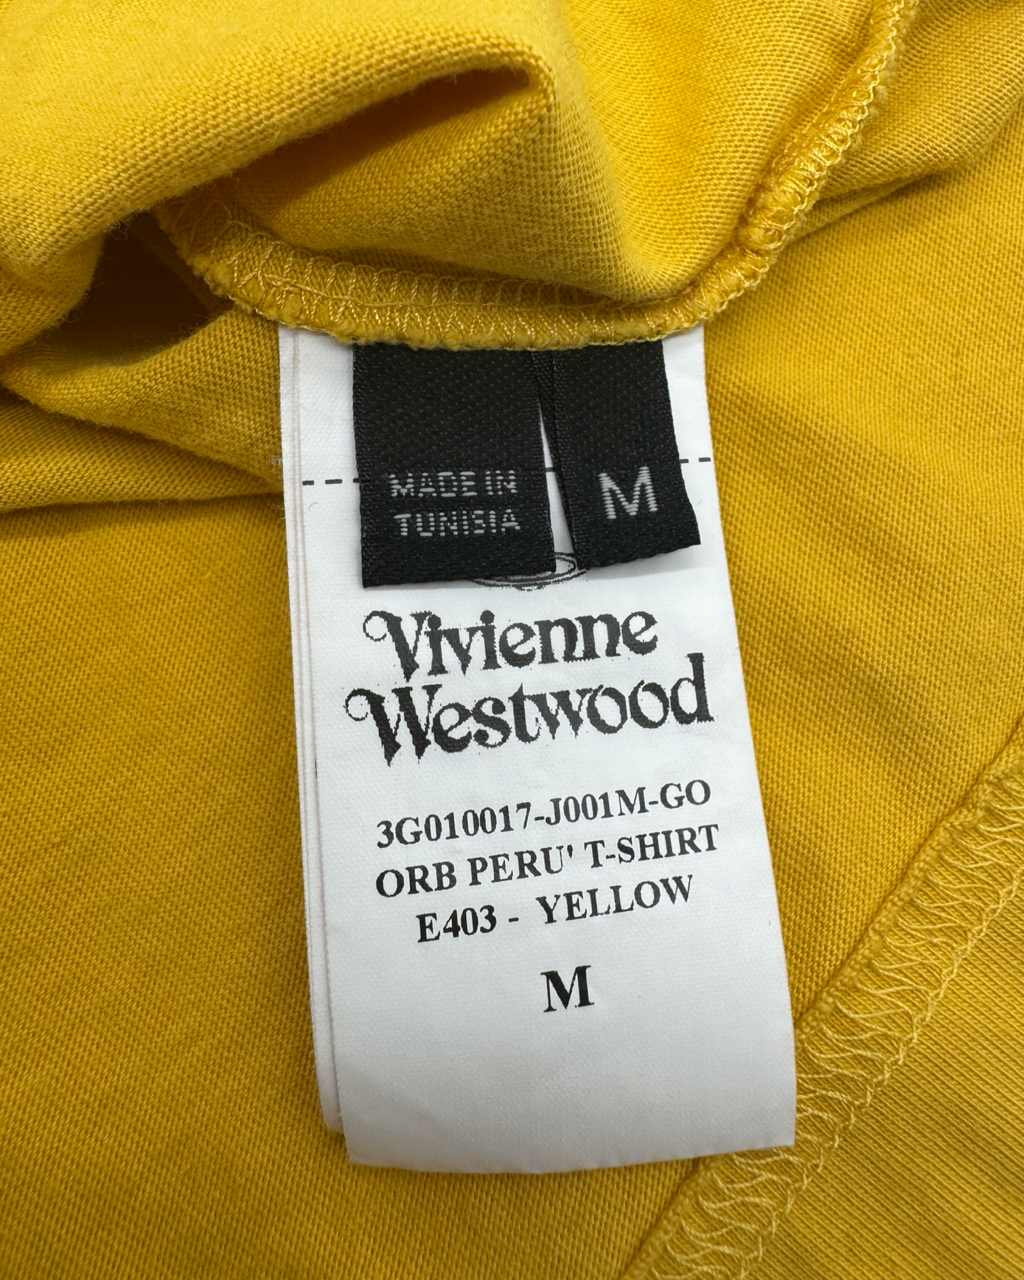 MADE IN
TUNISIA
M
Vivienne
Westwood
3G010017-J001M-GO
ORB PERU' T-SHIRT
E403 - YELLOW
M